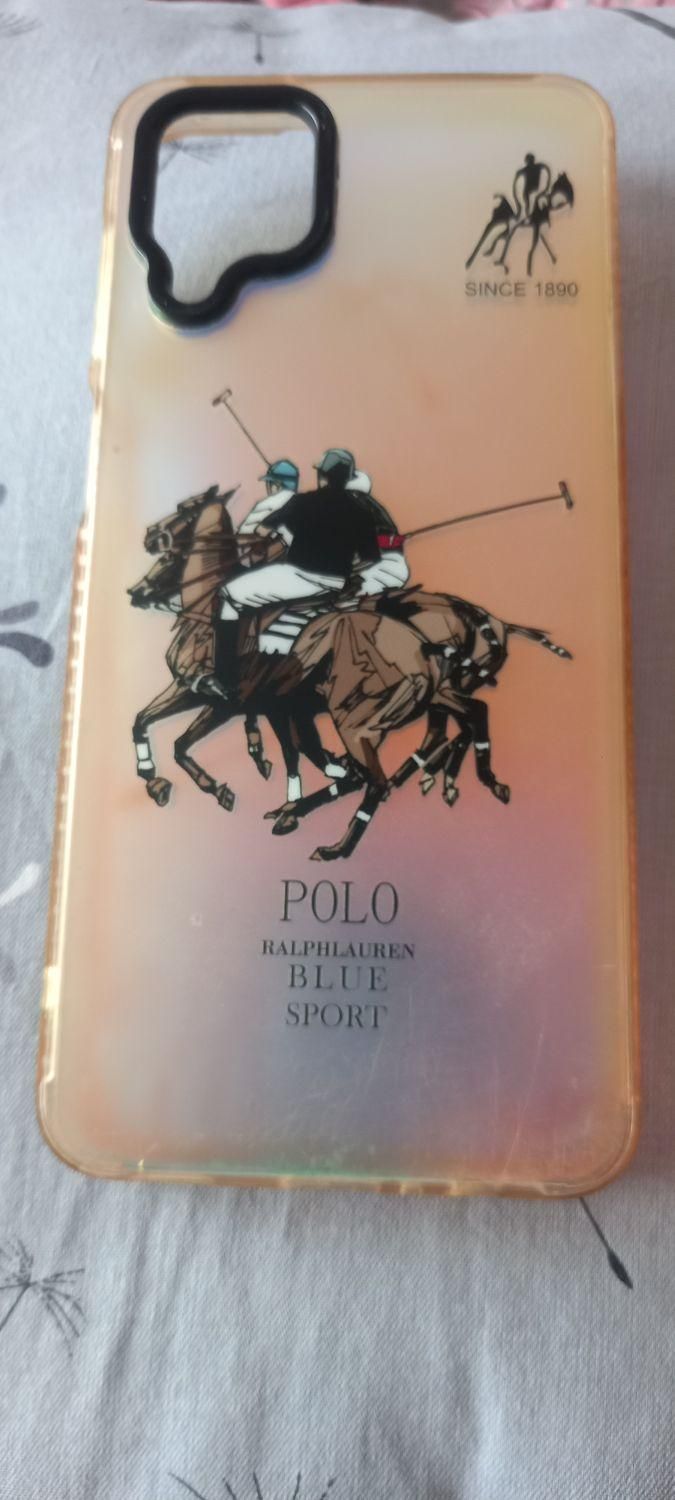 SINCE 1890
POLO
RALPHLAUREN
BLUE
SPORT